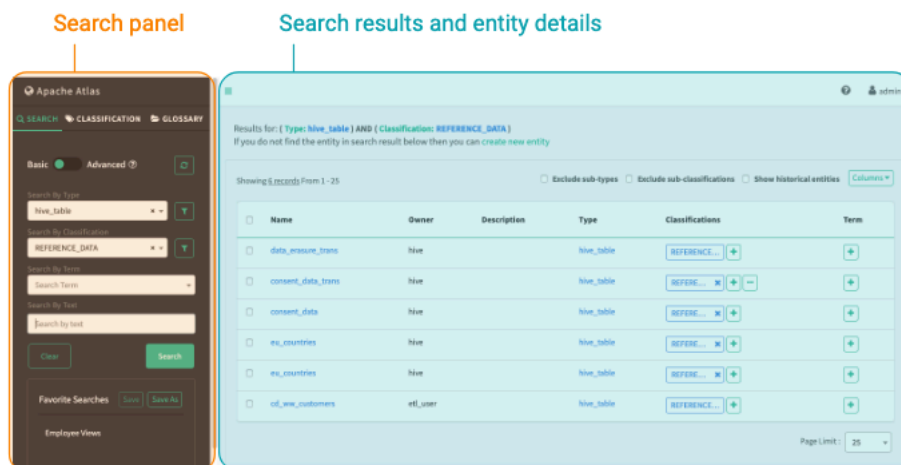 Search panel
Search results and entity details
Apache Atlas
admin
SEARCH CLASSIFICATION GLOSSARY
Results for: ( Type: hive_table ) AND ( Classification: REFERENCE_DATA )
If you do not find the entity in search result below then you can create new entity
Basic Advanced
Showing 6 records From 1 - 25
Exclude sub-types Exclude sub-classifications Show historical entities Columns
Search By Type
hive_table
Search By Classification
REFERENCE_DATA
Search By Term
Search Term
Search By Text
Search by text
Clear Search
Favorite Searches Save Save As
Employee Views
Name Owner Description Type Classifications Term
data_erasure_trans hive hive_table REFERENCE...
consent_data_trans hive hive_table REFERE...
consent_data hive hive_table REFERE...
eu_countries hive hive_table REFERE...
eu_countries hive hive_table REFERE...
cd_ww_customers etl_user hive_table REFERENCE...
Page Limit : 25